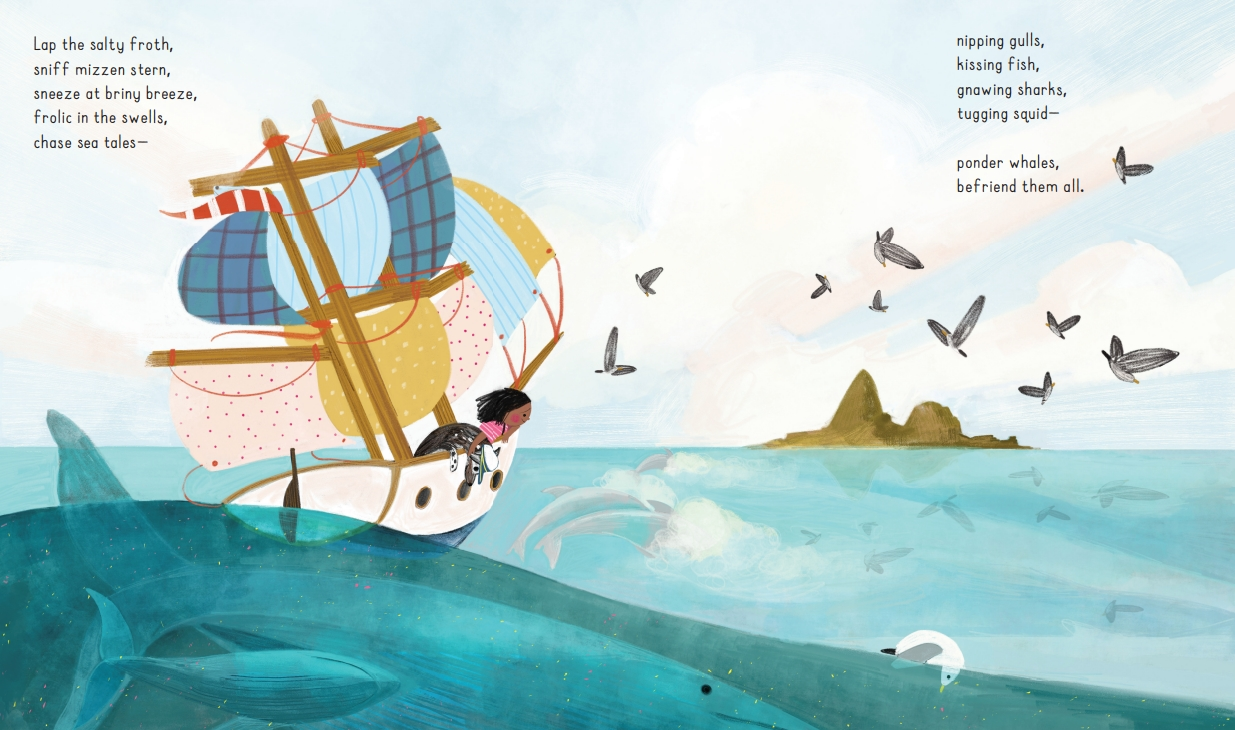 Lap the salty froth,
sniff mizzen stern,
sneeze at briny breeze,
frolic in the swells,
chase sea tales—
nipping gulls,
kissing fish,
gnawing sharks,
tugging squid—
ponder whales,
befriend them all.